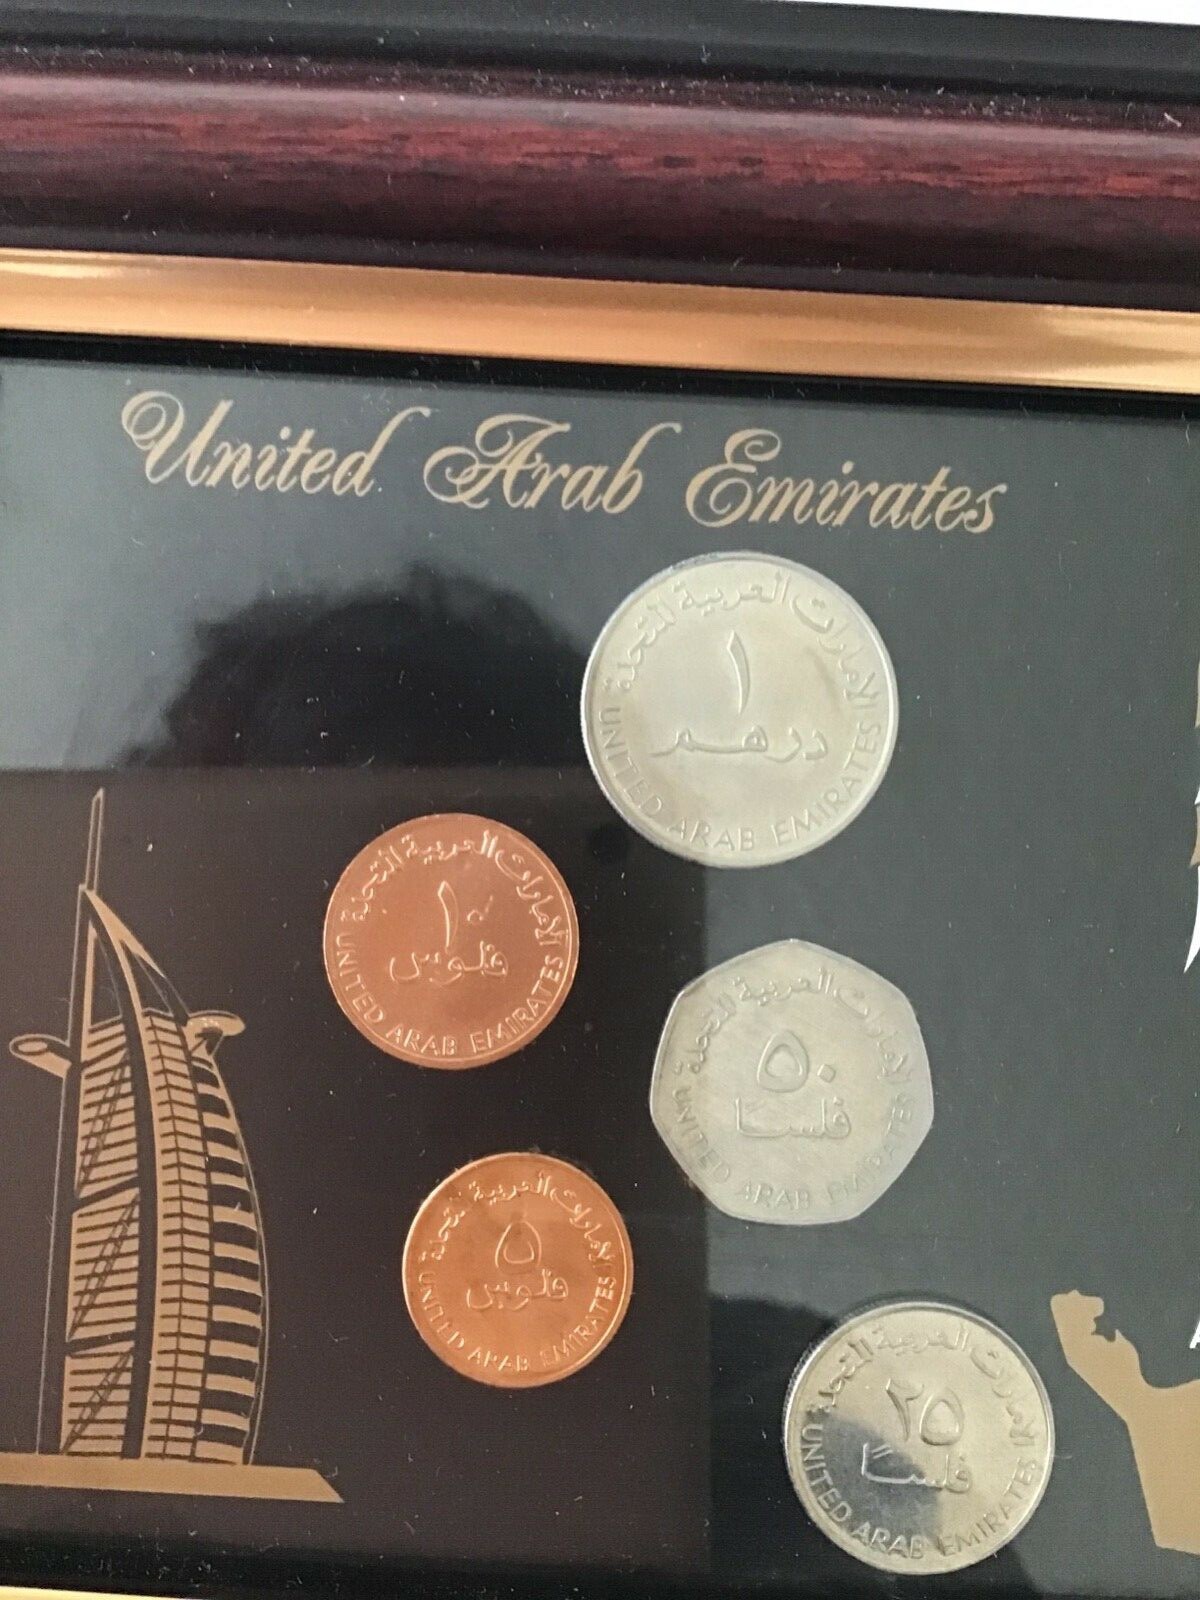 United Arab Emirates
الإمارات العربية المتحدة
١
درهم
UNITED ARAB EMIRATES
الإمارات العربية المتحدة
١٠
فلوس
UNITED ARAB EMIRATES
الإمارات العربية المتحدة
٥٠
فلسًا
UNITED ARAB EMIRATES
الإمارات العربية المتحدة
٥
فلوس
UNITED ARAB EMIRATES
الإمارات العربية المتحدة
٢٥
فلسًا
UNITED ARAB EMIRATES